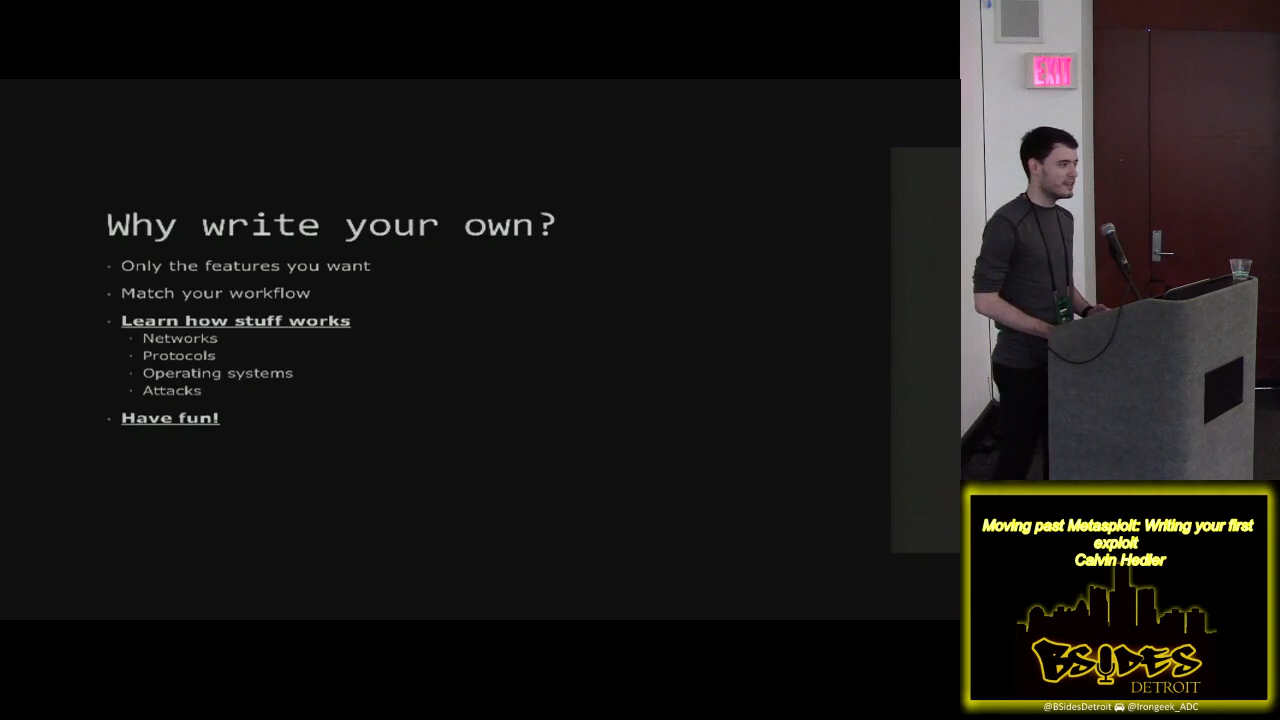 Why write your own?
Only the features you want
Match your workflow
Learn how stuff works
Networks
Protocols
Operating systems
Attacks
Have fun!
EXIT
Moving past Metasploit: Writing your first
exploit
Calvin Hedler
BSIDES
DETROIT
@BSidesDetroit @Irongeek_ADC